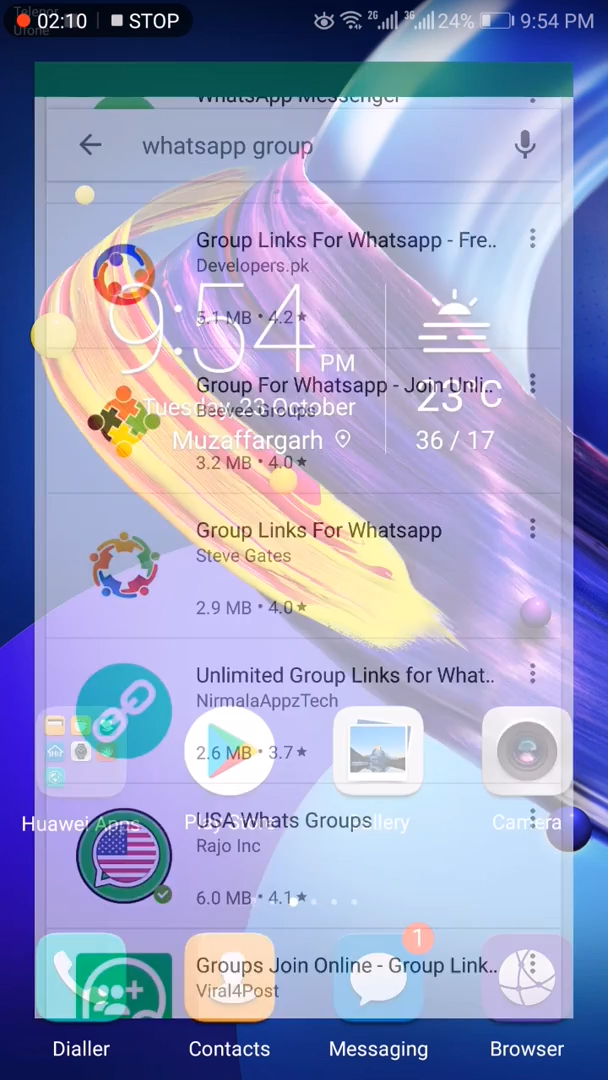 Telenor
Ufone
02:10 STOP 2G 3G 24% 9:54 PM
WhatsApp Messenger
whatsapp group
Group Links For Whatsapp - Fre..
Developers.pk
5.1 MB • 4.2★
9:54 PM
Group For Whatsapp - Join Unli..
Beevee Groups
23°C
Tuesday, 23 October
Muzaffargarh
36 / 17
3.2 MB • 4.0★
Group Links For Whatsapp
Steve Gates
2.9 MB • 4.0★
Unlimited Group Links for What..
NirmalaAppzTech
2.6 MB • 3.7★
Huawei Apps
Play Store
Gallery
Camera
USA Whats Groups
Rajo Inc
6.0 MB • 4.1★
1
Groups Join Online - Group Link..
Viral4Post
Dialler
Contacts
Messaging
Browser